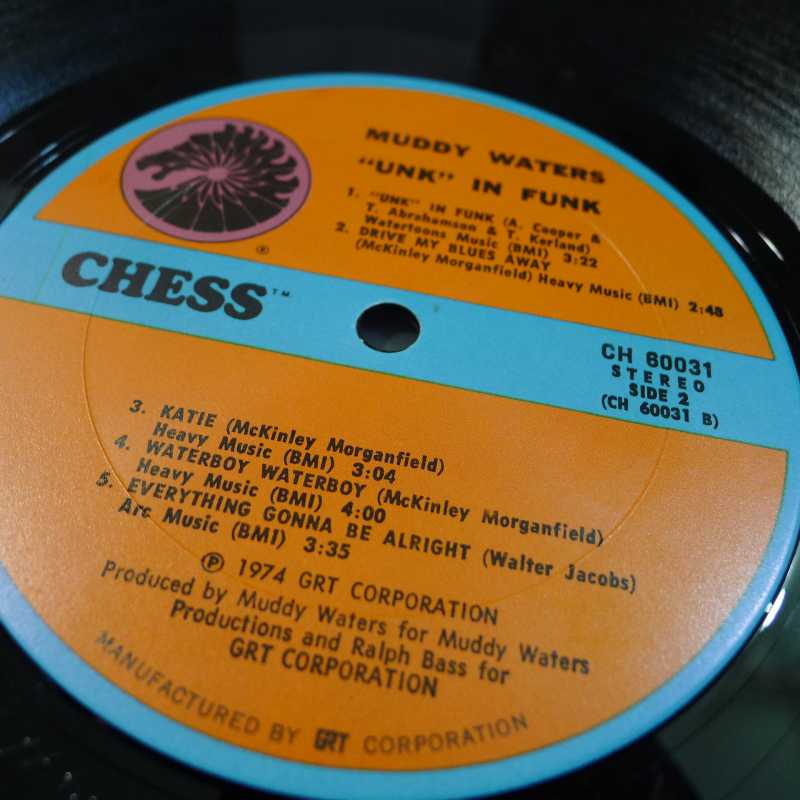 MUDDY WATERS
"UNK" IN FUNK
1. "UNK" IN FUNK (A. Cooper &
T. Abrahamson & T. Kerland)
Watertoons Music (BMI) 3:22
2. DRIVE MY BLUES AWAY
(McKinley Morganfield) Heavy Music (BMI) 2:48
®
CHESS™
CH 60031
STEREO
SIDE 2
(CH 60031 B)
3. KATIE (McKinley Morganfield)
Heavy Music (BMI) 3:04
4. WATERBOY WATERBOY (McKinley Morganfield)
Heavy Music (BMI) 4:00
5. EVERYTHING GONNA BE ALRIGHT (Walter Jacobs)
Arc Music (BMI) 3:35
℗ 1974 GRT CORPORATION
Produced by Muddy Waters for Muddy Waters
Productions and Ralph Bass for
GRT CORPORATION
MANUFACTURED BY GRT CORPORATION